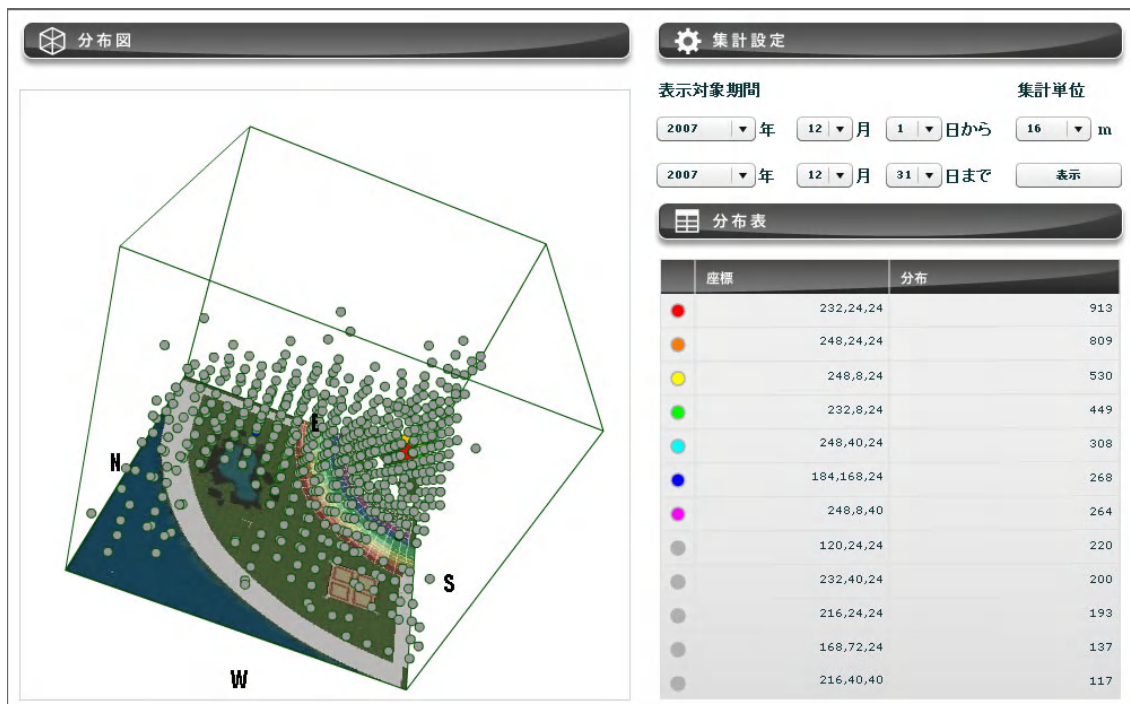 分布図
N
E
S
W
集計設定
表示対象期間 集計単位
2007 年 12 月 1 日から 16 m
2007 年 12 月 31 日まで 表示
分布表
座標 分布
232,24,24 913
248,24,24 809
248,8,24 530
232,8,24 449
248,40,24 308
184,168,24 268
248,8,40 264
120,24,24 220
232,40,24 200
216,24,24 193
168,72,24 137
216,40,40 117